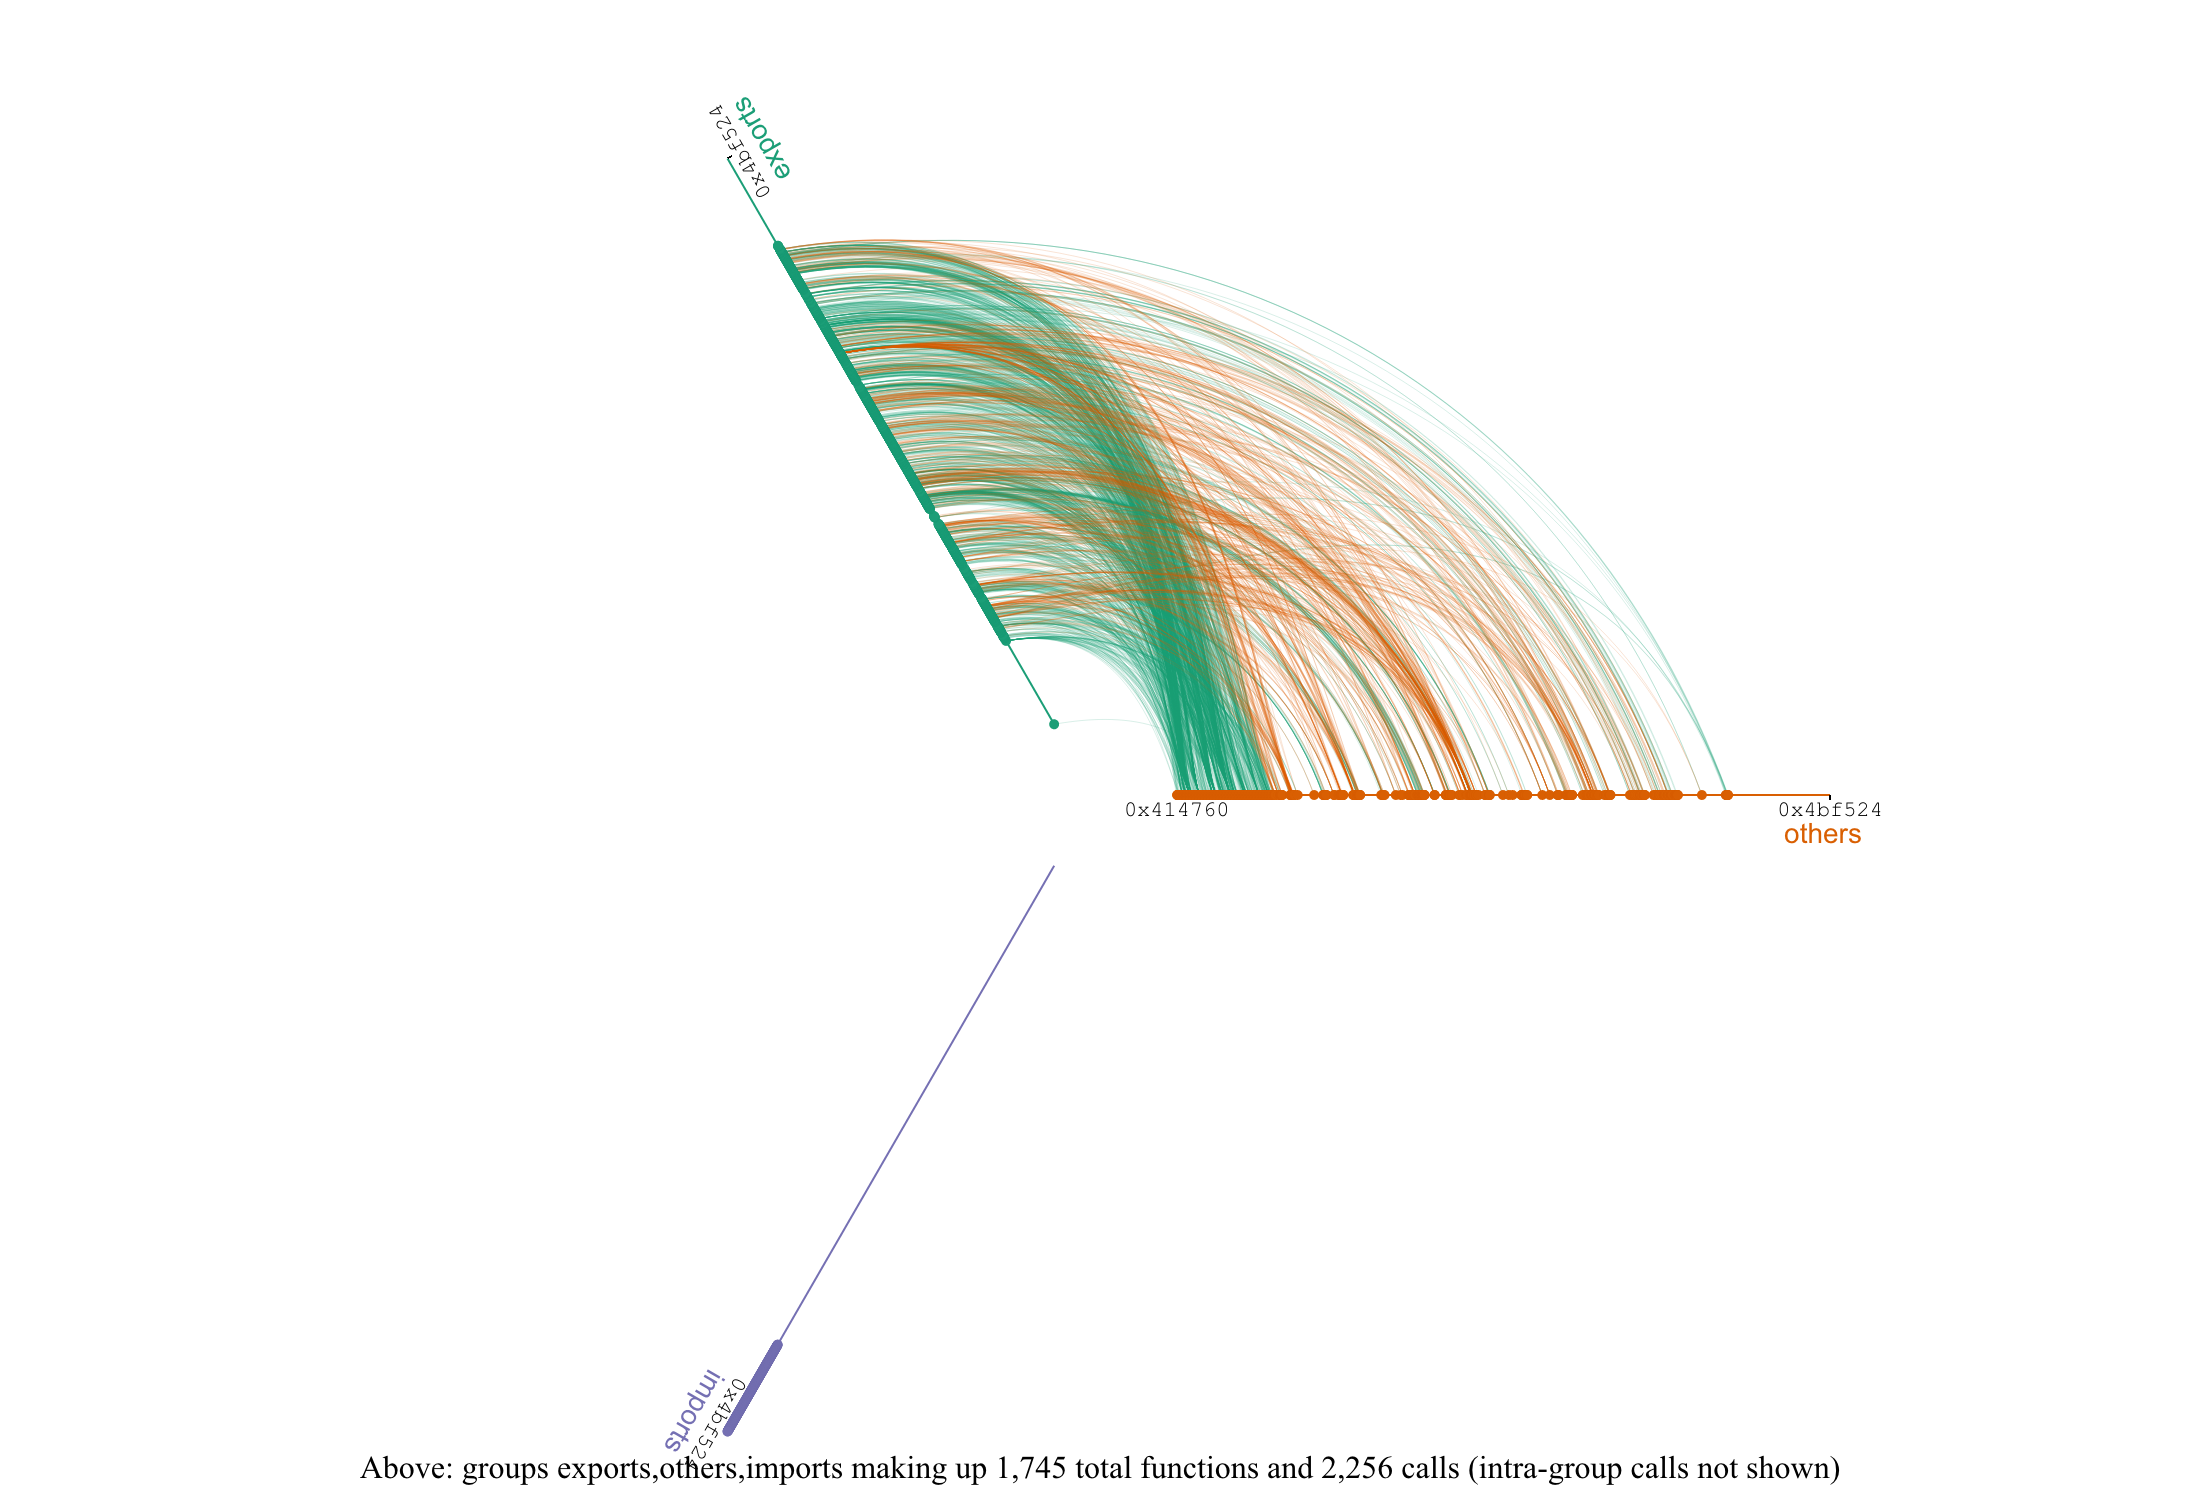 exports
0x4bf524
0x414760
0x4bf524
others
imports
0x4bf524
Above: groups exports,others,imports making up 1,745 total functions and 2,256 calls (intra-group calls not shown)